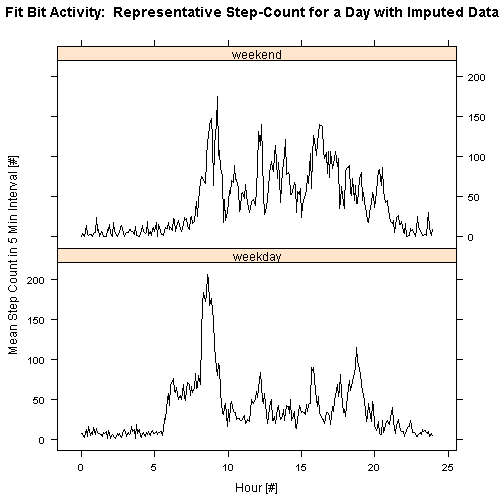 Fit Bit Activity:  Representative Step-Count for a Day with Imputed Data
weekend
200
150
100
50
0
weekday
200
150
100
50
0
Mean Step Count in 5 Min Interval [#]
0 5 10 15 20 25
Hour [#]